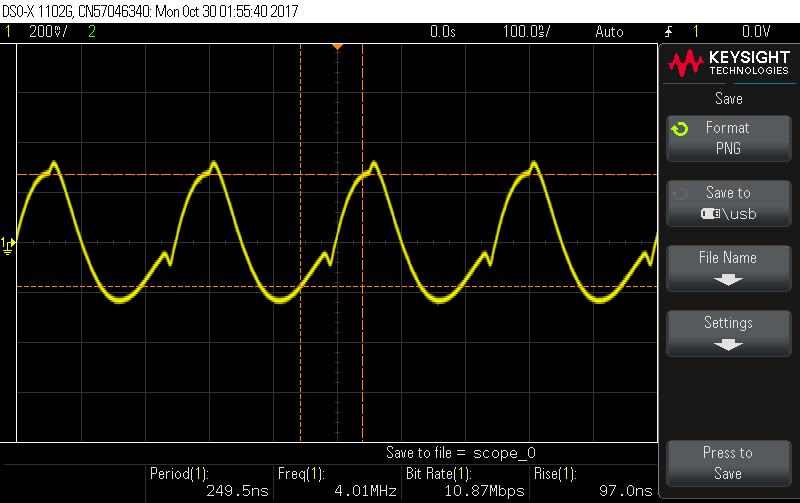 DSO-X 1102G, CN57046340: Mon Oct 30 01:55:40 2017
1 200mV/ 2 0.0s 100.0ns/ Auto 1 0.0V
KEYSIGHT
TECHNOLOGIES
Save
Format
PNG
Save to
\usb
1
File Name
Settings
Save to file = scope_0
Press to
Save
Period(1): Freq(1): Bit Rate(1): Rise(1):
249.5ns 4.01MHz 10.87Mbps 97.0ns